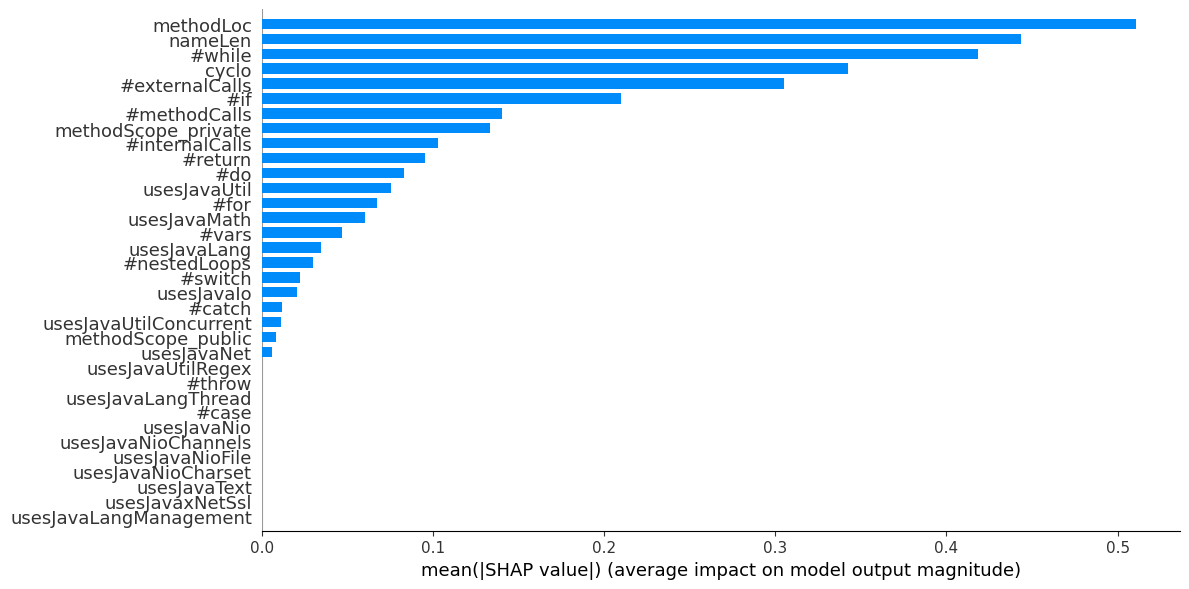 methodLoc
nameLen
#while
cyclo
#externalCalls
#if
#methodCalls
methodScope_private
#internalCalls
#return
#do
usesJavaUtil
#for
usesJavaMath
#vars
usesJavaLang
#nestedLoops
#switch
usesJavaIo
#catch
usesJavaUtilConcurrent
methodScope_public
usesJavaNet
usesJavaUtilRegex
#throw
usesJavaLangThread
#case
usesJavaNio
usesJavaNioChannels
usesJavaNioFile
usesJavaNioCharset
usesJavaText
usesJavaxNetSsl
usesJavaLangManagement
0.0 0.1 0.2 0.3 0.4 0.5
mean(|SHAP value|) (average impact on model output magnitude)